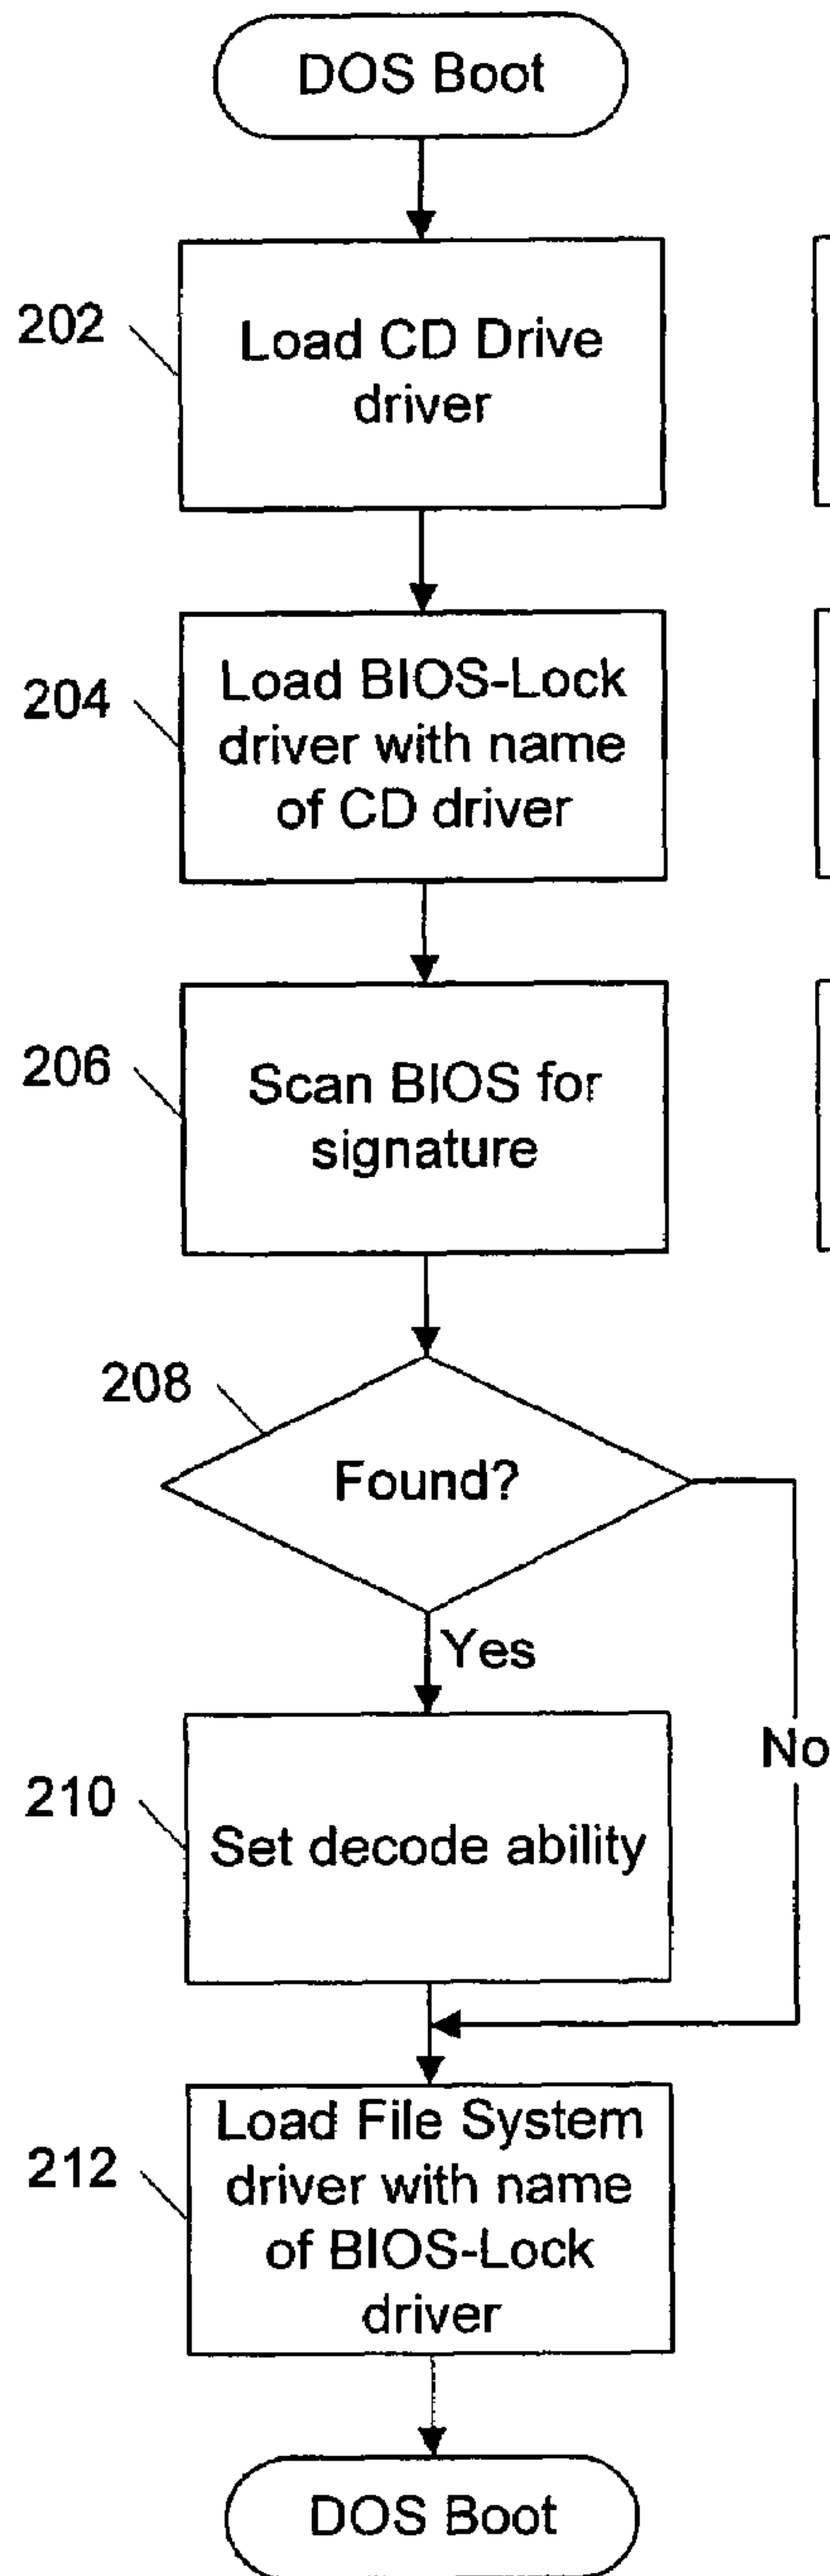 DOS Boot
202
Load CD Drive
driver
204
Load BIOS-Lock
driver with name
of CD driver
206
Scan BIOS for
signature
208
Found?
Yes
No
210
Set decode ability
212
Load File System
driver with name
of BIOS-Lock
driver
DOS Boot